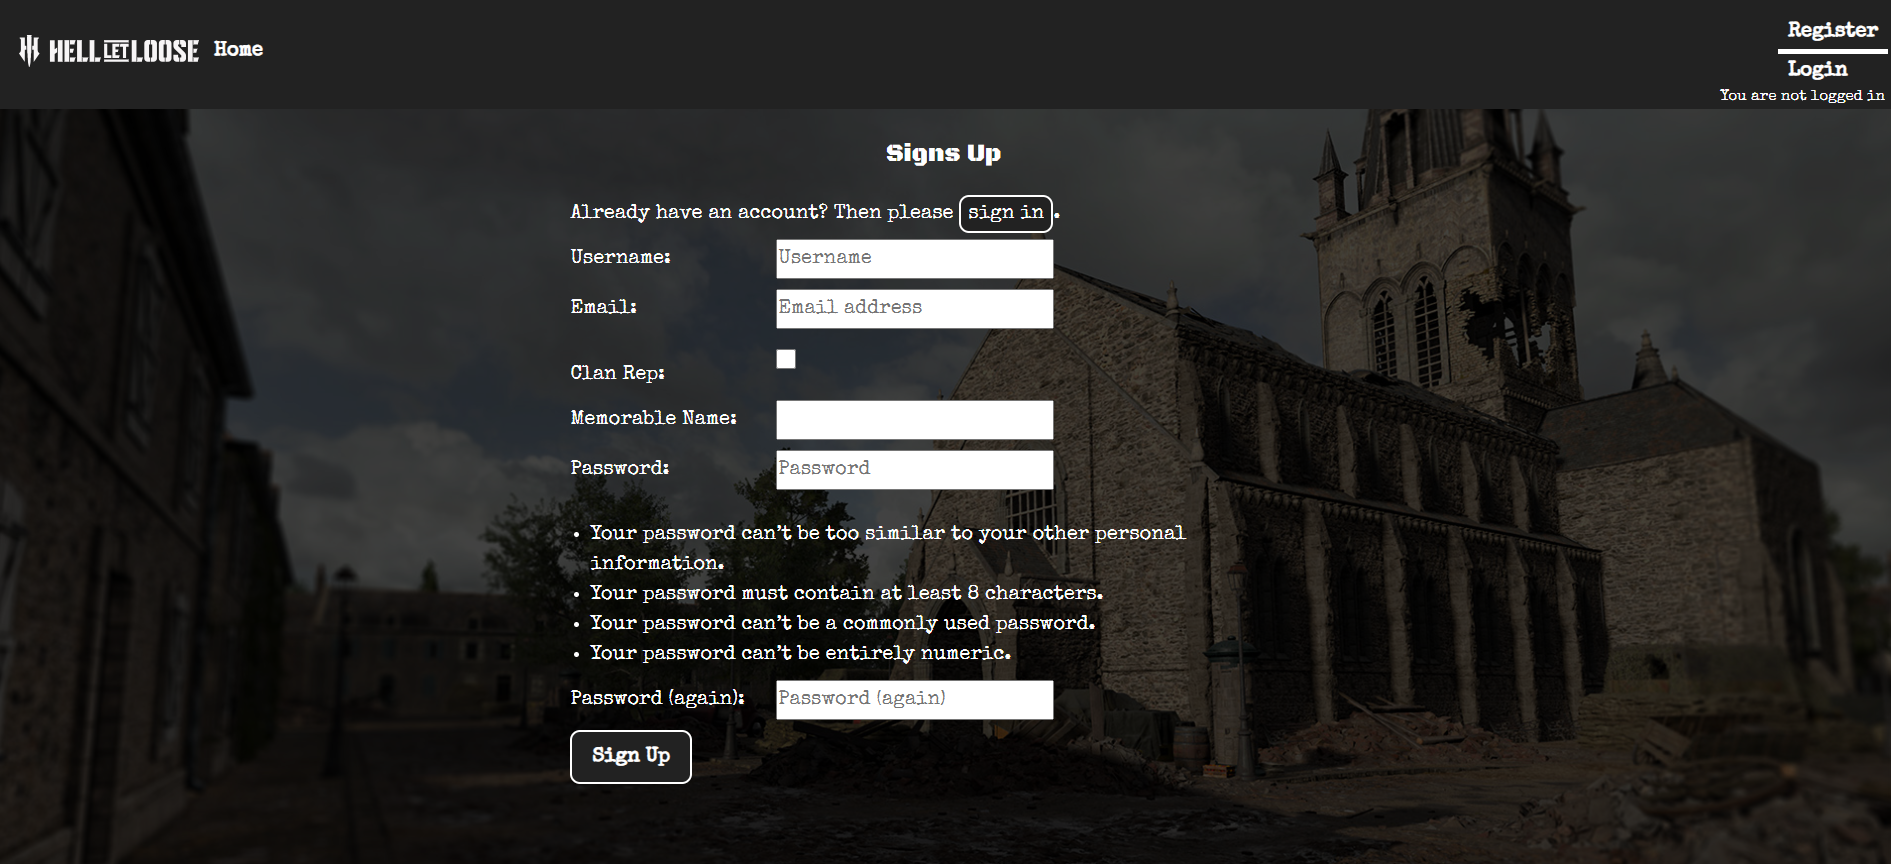 HELL LET LOOSE Home
Register
Login
You are not logged in
Signs Up
Already have an account? Then please sign in.
Username: Username
Email: Email address
Clan Rep:
Memorable Name:
Password: Password
• Your password can’t be too similar to your other personal
information.
• Your password must contain at least 8 characters.
• Your password can’t be a commonly used password.
• Your password can’t be entirely numeric.
Password (again): Password (again)
Sign Up